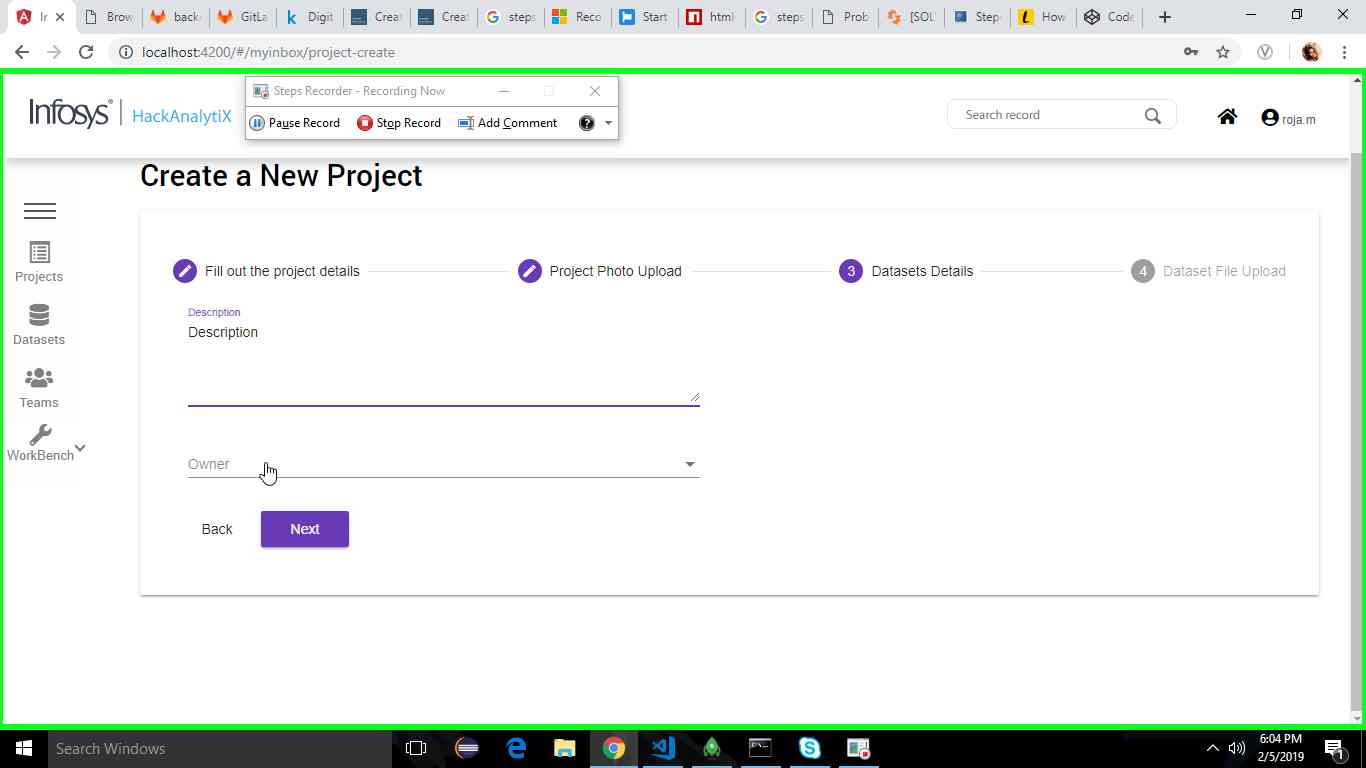 Ir
Brow
back
GitLa
Digit
Creat
Creat
steps
Reco
Start
html
steps
Prob
[SOL
Steps
How
Code
localhost:4200/#/myinbox/project-create
Steps Recorder - Recording Now
Pause Record
Stop Record
Add Comment
Infosys®
HackAnalytiX
Search record
roja.m
Create a New Project
Projects
Datasets
Teams
WorkBench
Fill out the project details
Project Photo Upload
3 Datasets Details
4 Dataset File Upload
Description
Description
Owner
Back
Next
Search Windows
6:04 PM
2/5/2019
1